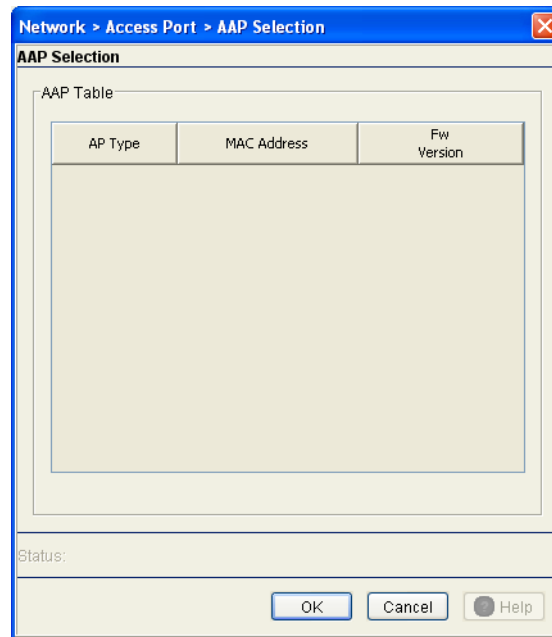 Network > Access Port > AAP Selection
AAP Selection
AAP Table
AP Type MAC Address Fw
Version
Status:
OK Cancel ? Help